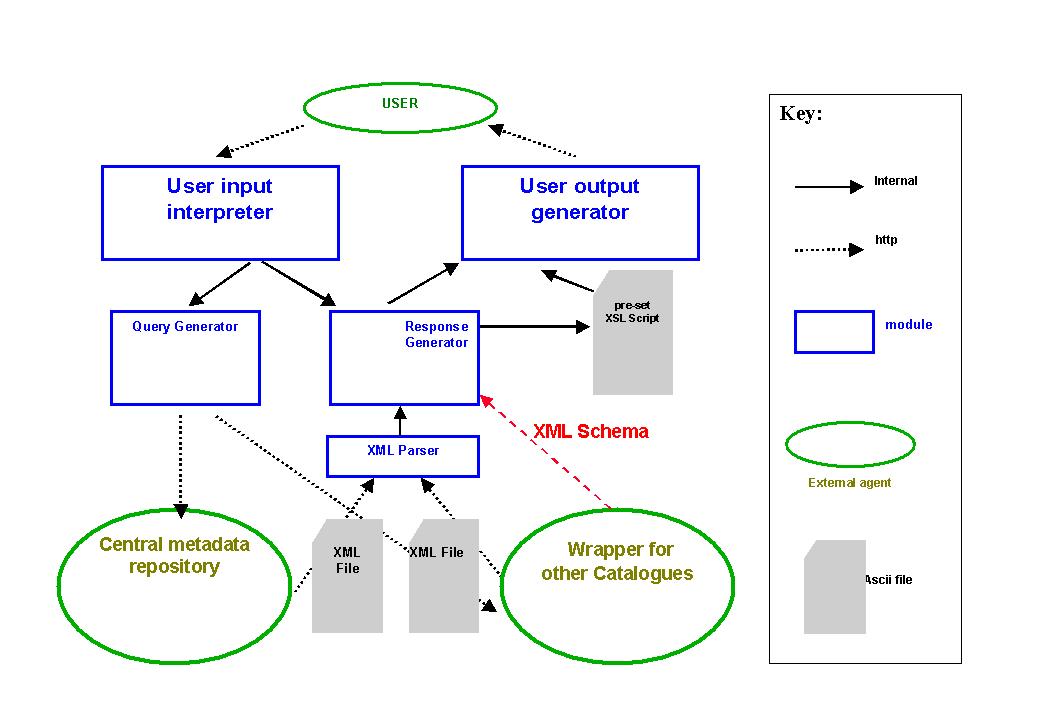 USER
User input
interpreter
User output
generator
pre-set
XSL Script
Query Generator
Response
Generator
XML Parser
XML Schema
Central metadata
repository
XML
File
XML File
Wrapper for
other Catalogues
Key:
Internal
http
module
External agent
Ascii file